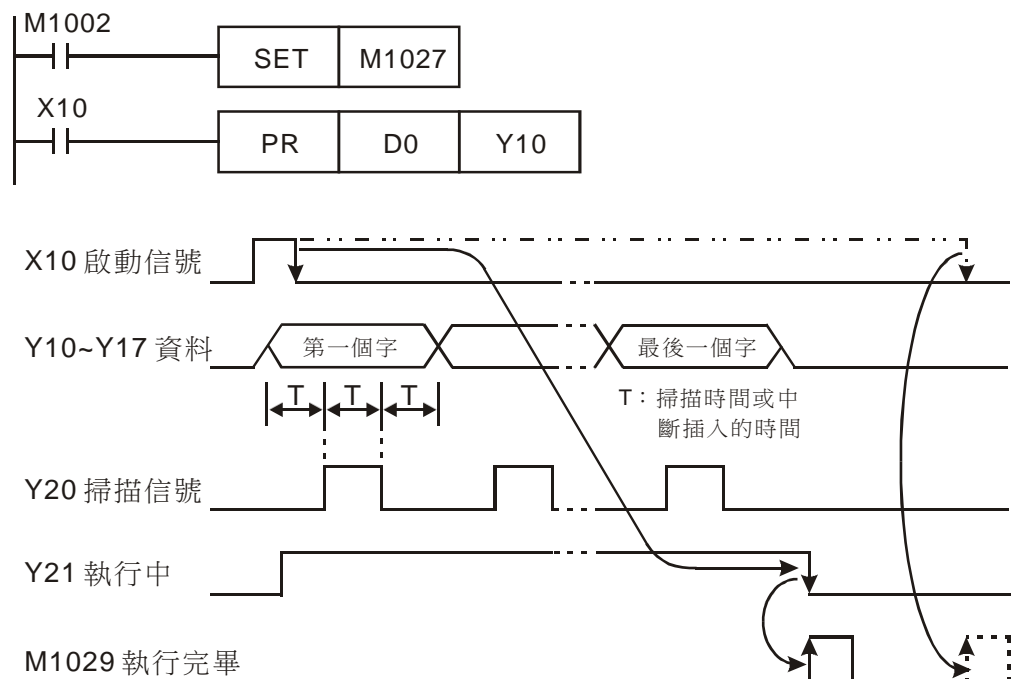 M1002
SET M1027
X10
PR D0 Y10
X10 啟動信號
Y10~Y17 資料
第一個字
最後一個字
T T T
T：掃描時間或中
斷插入的時間
Y20 掃描信號
Y21 執行中
M1029 執行完畢